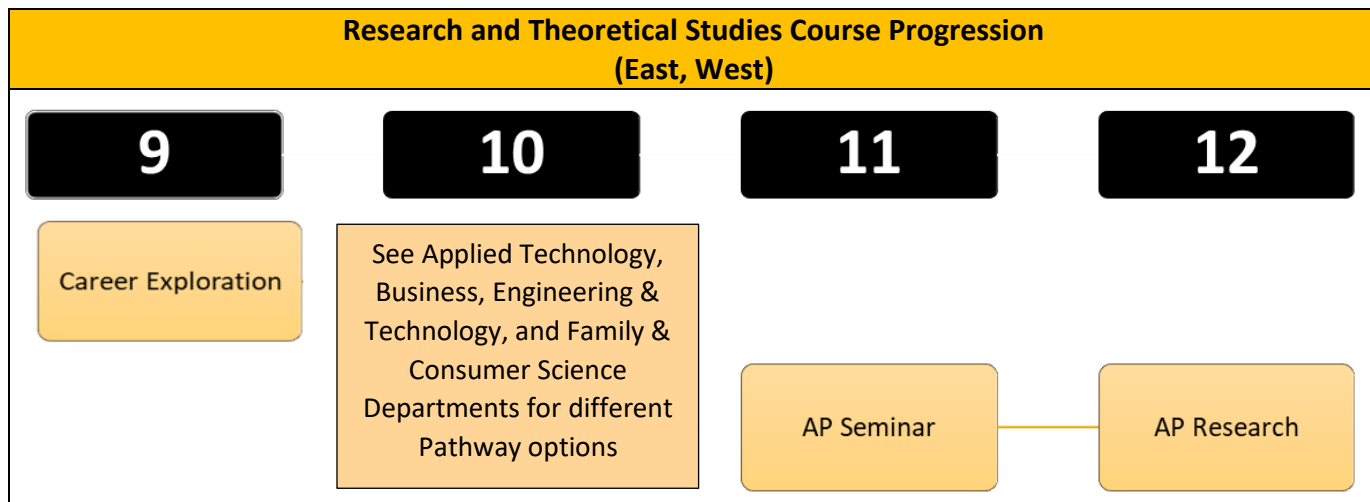 Research and Theoretical Studies Course Progression
(East, West)
9
10
11
12
Career Exploration
See Applied Technology,
Business, Engineering &
Technology, and Family &
Consumer Science
Departments for different
Pathway options
AP Seminar
AP Research